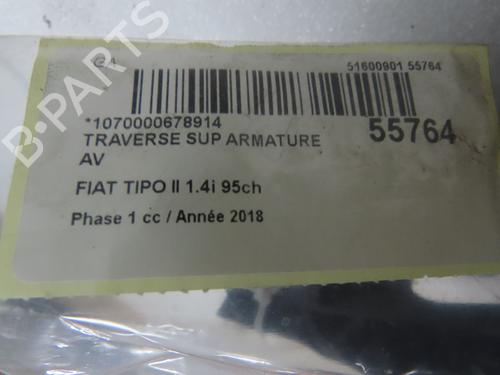 51600901 55764
*1070000678914
55764
TRAVERSE SUP ARMATURE
AV
FIAT TIPO II 1.4i 95ch
Phase 1 cc / Année 2018
B-PARTS